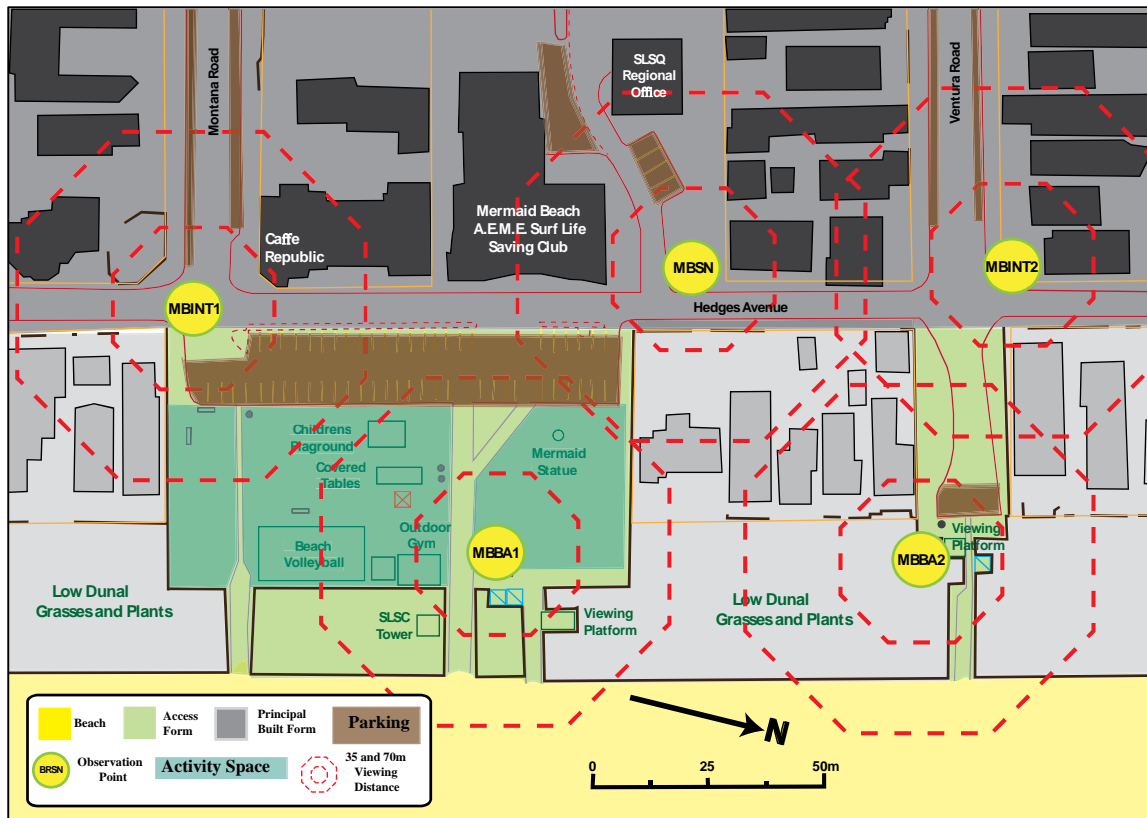 Montana Road
SLSQ
Regional
Office
Ventura Road
Caffe
Republic
Mermaid Beach
A.E.M.E. Surf Life
Saving Club
MBSN
MBINT2
MBINT1
Hedges Avenue
Childrens
Plaground
Covered
Tables
Mermaid
Statue
Outdoor
Gym
Beach
Volleyball
MBBA1
Viewing
Platform
MBBA2
Low Dunal
Grasses and Plants
SLSC
Tower
Viewing
Platform
Low Dunal
Grasses and Plants
N
0 25 50m
Beach
Access
Form
Principal
Built Form
Parking
BRSN
Observation
Point
Activity Space
35 and 70m
Viewing
Distance